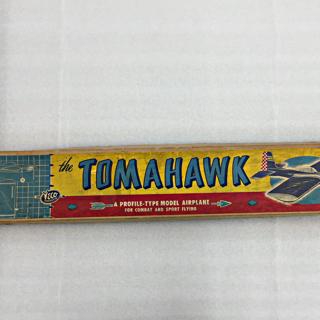 the TOMAHAWK
A PROFILE-TYPE MODEL AIRPLANE
FOR COMBAT AND SPORT FLYING